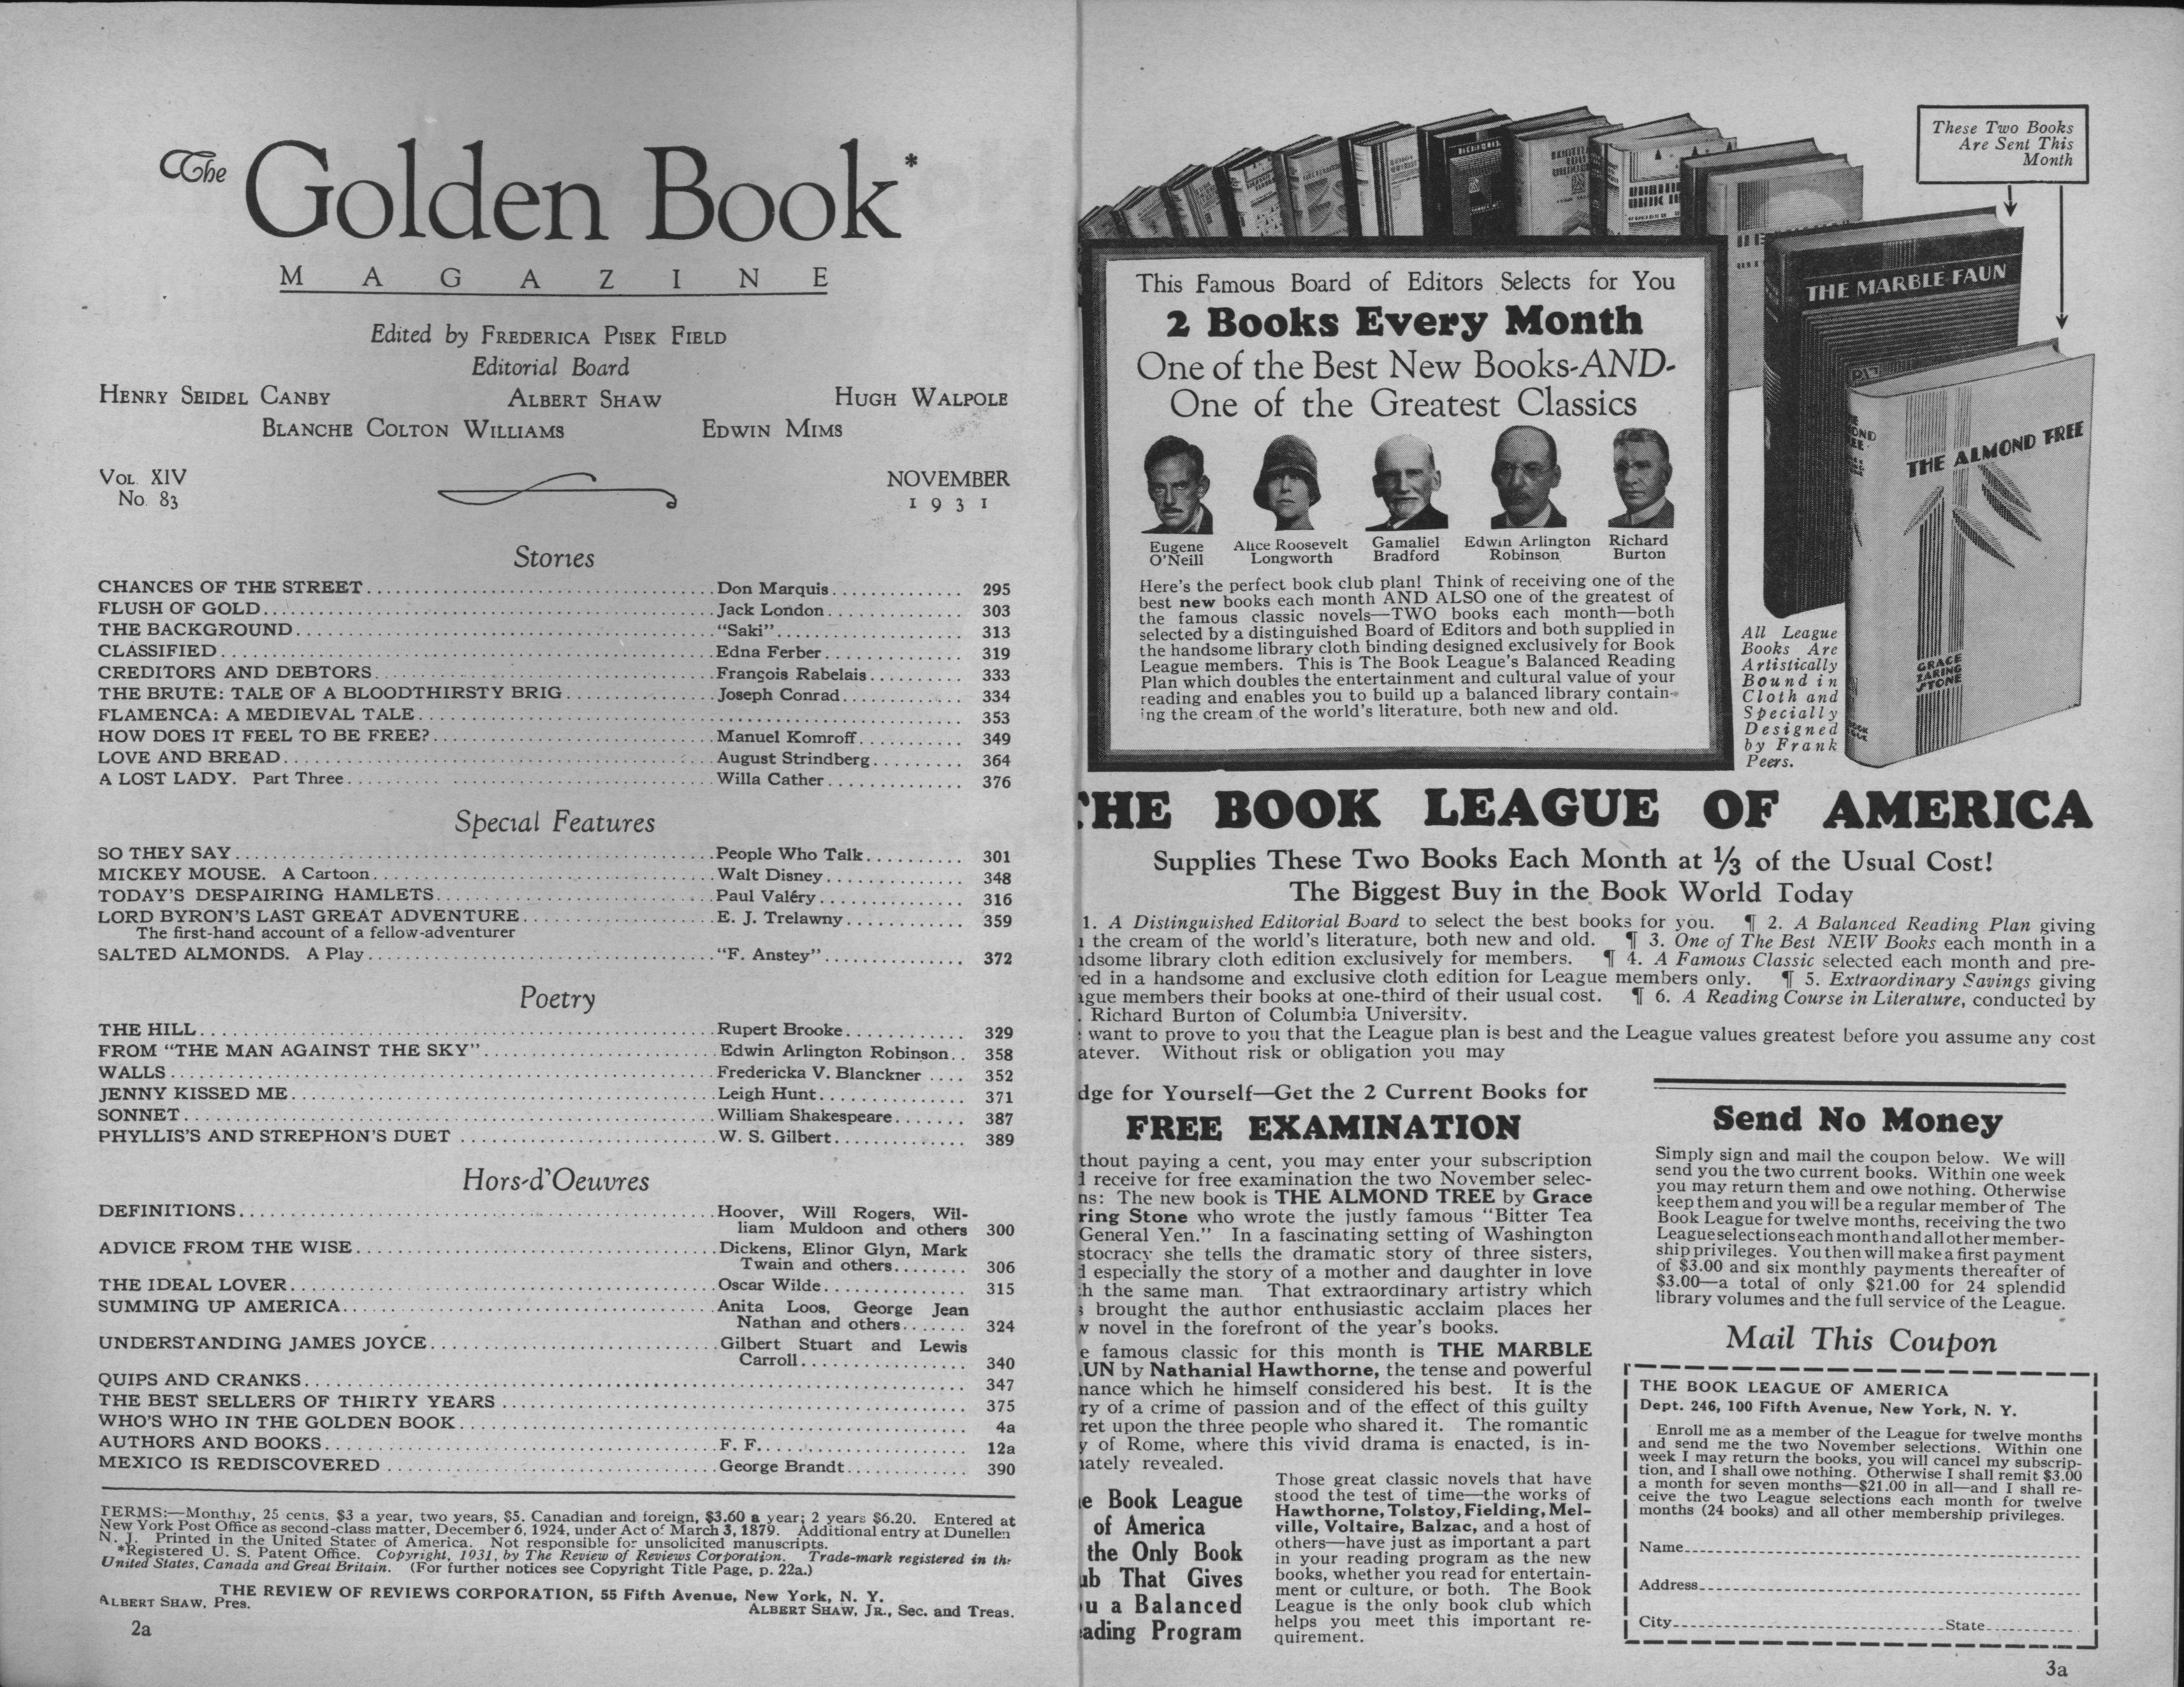 The Golden Book*
MAGAZINE
Edited by FREDERICA PISEK FIELD
Editorial Board
HENRY SEIDEL CANBY ALBERT SHAW HUGH WALPOLE
BLANCHE COLTON WILLIAMS EDWIN MIMS
VOL. XIV NOVEMBER
No. 83 1931
Stories
CHANCES OF THE STREET Don Marquis 295
FLUSH OF GOLD Jack London 303
THE BACKGROUND "Saki" 313
CLASSIFIED Edna Ferber 319
CREDITORS AND DEBTORS François Rabelais 333
THE BRUTE: TALE OF A BLOODTHIRSTY BRIG Joseph Conrad 334
FLAMENCA: A MEDIEVAL TALE 353
HOW DOES IT FEEL TO BE FREE? Manuel Komroff 349
LOVE AND BREAD August Strindberg 364
A LOST LADY. Part Three Willa Cather 376
Special Features
SO THEY SAY People Who Talk 301
MICKEY MOUSE. A Cartoon Walt Disney 348
TODAY'S DESPAIRING HAMLETS Paul Valéry 316
LORD BYRON'S LAST GREAT ADVENTURE E. J. Trelawny 359
The first-hand account of a fellow-adventurer
SALTED ALMONDS. A Play "F. Anstey" 372
Poetry
THE HILL Rupert Brooke 329
FROM "THE MAN AGAINST THE SKY" Edwin Arlington Robinson 358
WALLS Fredericka V. Blanckner 352
JENNY KISSED ME Leigh Hunt 371
SONNET William Shakespeare 387
PHYLLIS'S AND STREPHON'S DUET W. S. Gilbert 389
Hors-d'Oeuvres
DEFINITIONS Hoover, Will Rogers, Wil-
liam Muldoon and others 300
ADVICE FROM THE WISE Dickens, Elinor Glyn, Mark
Twain and others 306
THE IDEAL LOVER Oscar Wilde 315
SUMMING UP AMERICA Anita Loos, George Jean
Nathan and others 324
UNDERSTANDING JAMES JOYCE Gilbert Stuart and Lewis
Carroll 340
QUIPS AND CRANKS 347
THE BEST SELLERS OF THIRTY YEARS 375
WHO'S WHO IN THE GOLDEN BOOK 4a
AUTHORS AND BOOKS F. F. 12a
MEXICO IS REDISCOVERED George Brandt 390
TERMS:—Monthly, 25 cents, $3 a year, two years, $5. Canadian and foreign, $3.60 a year; 2 years $6.20. Entered at
New York Post Office as second-class matter, December 6, 1924, under Act of March 3, 1879. Additional entry at Dunellen
N. J. Printed in the United States of America. Not responsible for unsolicited manuscripts.
*Registered U. S. Patent Office. Copyright, 1931, by The Review of Reviews Corporation. Trade-mark registered in the
United States, Canada and Great Britain. (For further notices see Copyright Title Page, p. 22a.)
THE REVIEW OF REVIEWS CORPORATION, 55 Fifth Avenue, New York, N. Y.
ALBERT SHAW, Pres. ALBERT SHAW, JR., Sec. and Treas.
2a
These Two Books
Are Sent This
Month
THE MARBLE FAUN
THE ALMOND TREE
GRACE
ZARING
STONE
This Famous Board of Editors Selects for You
2 Books Every Month
One of the Best New Books-AND-
One of the Greatest Classics
Eugene O'Neill
Alice Roosevelt Longworth
Gamaliel Bradford
Edwin Arlington Robinson
Richard Burton
Here's the perfect book club plan! Think of receiving one of the
best new books each month AND ALSO one of the greatest of
the famous classic novels—TWO books each month—both
selected by a distinguished Board of Editors and both supplied in
the handsome library cloth binding designed exclusively for Book
League members. This is The Book League's Balanced Reading
Plan which doubles the entertainment and cultural value of your
reading and enables you to build up a balanced library contain-
ing the cream of the world's literature, both new and old.
All League
Books Are
Artistically
Bound in
Cloth and
Specially
Designed
by Frank
Peers.
HE BOOK LEAGUE OF AMERICA
Supplies These Two Books Each Month at ⅓ of the Usual Cost!
The Biggest Buy in the Book World Today
1. A Distinguished Editorial Board to select the best books for you. ¶ 2. A Balanced Reading Plan giving
the cream of the world's literature, both new and old. ¶ 3. One of The Best NEW Books each month in a
dsome library cloth edition exclusively for members. ¶ 4. A Famous Classic selected each month and pre-
ed in a handsome and exclusive cloth edition for League members only. ¶ 5. Extraordinary Savings giving
ague members their books at one-third of their usual cost. ¶ 6. A Reading Course in Literature, conducted by
. Richard Burton of Columbia University.
want to prove to you that the League plan is best and the League values greatest before you assume any cost
atever. Without risk or obligation you may
dge for Yourself—Get the 2 Current Books for
FREE EXAMINATION
thout paying a cent, you may enter your subscription
d receive for free examination the two November selec-
ns: The new book is THE ALMOND TREE by Grace
ring Stone who wrote the justly famous "Bitter Tea
General Yen." In a fascinating setting of Washington
stocracy she tells the dramatic story of three sisters,
d especially the story of a mother and daughter in love
h the same man. That extraordinary artistry which
s brought the author enthusiastic acclaim places her
w novel in the forefront of the year's books.
e famous classic for this month is THE MARBLE
UN by Nathanial Hawthorne, the tense and powerful
mance which he himself considered his best. It is the
ry of a crime of passion and of the effect of this guilty
ret upon the three people who shared it. The romantic
y of Rome, where this vivid drama is enacted, is in-
nately revealed.
e Book League
of America
the Only Book
ub That Gives
u a Balanced
ading Program
Those great classic novels that have
stood the test of time—the works of
Hawthorne, Tolstoy, Fielding, Mel-
ville, Voltaire, Balzac, and a host of
others—have just as important a part
in your reading program as the new
books, whether you read for entertain-
ment or culture, or both. The Book
League is the only book club which
helps you meet this important re-
quirement.
Send No Money
Simply sign and mail the coupon below. We will
send you the two current books. Within one week
you may return them and owe nothing. Otherwise
keep them and you will be a regular member of The
Book League for twelve months, receiving the two
League selections each month and all other member-
ship privileges. You then will make a first payment
of $3.00 and six monthly payments thereafter of
$3.00—a total of only $21.00 for 24 splendid
library volumes and the full service of the League.
Mail This Coupon
THE BOOK LEAGUE OF AMERICA
Dept. 246, 100 Fifth Avenue, New York, N. Y.
Enroll me as a member of the League for twelve months
and send me the two November selections. Within one
week I may return the books, you will cancel my subscrip-
tion, and I shall owe nothing. Otherwise I shall remit $3.00
a month for seven months—$21.00 in all—and I shall re-
ceive the two League selections each month for twelve
months (24 books) and all other membership privileges.
Name
Address
City State
3a